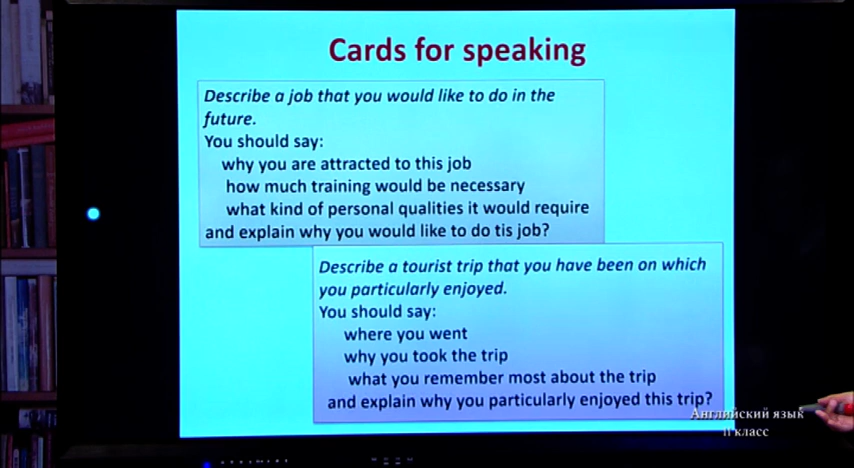 Cards for speaking
Describe a job that you would like to do in the
future.
You should say:
why you are attracted to this job
how much training would be necessary
what kind of personal qualities it would require
and explain why you would like to do tis job?
Describe a tourist trip that you have been on which
you particularly enjoyed.
You should say:
where you went
why you took the trip
what you remember most about the trip
and explain why you particularly enjoyed this trip?
Английский язык
11 класс